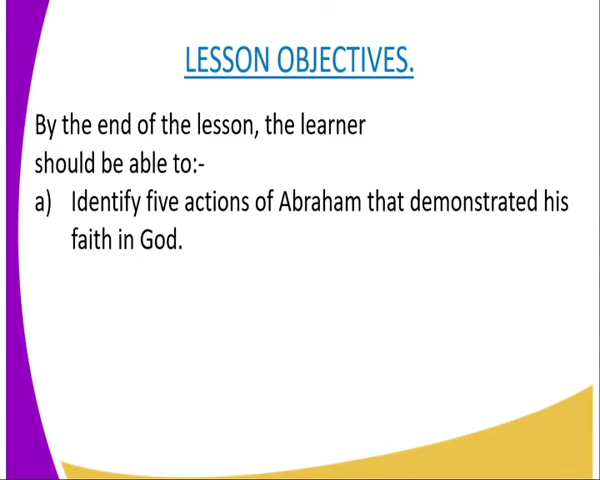 LESSON OBJECTIVES.
By the end of the lesson, the learner
should be able to:-
a) Identify five actions of Abraham that demonstrated his
faith in God.